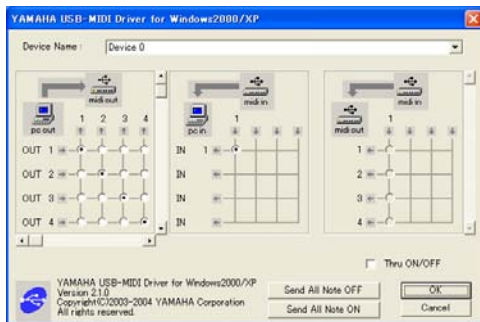 YAMAHA USB-MIDI Driver for Windows2000/XP
Device Name : Device 0
midi out
pc out
1 2 3 4
OUT 1
OUT 2
OUT 3
OUT 4
midi in
pc in
1
IN 1
IN
IN
IN
midi in
midi out
1
1
2
3
4
Thru ON/OFF
YAMAHA USB-MIDI Driver for Windows2000/XP
Version 2.1.0
Copyright(C)2003-2004 YAMAHA Corporation
All rights reserved.
Send All Note OFF
Send All Note ON
OK
Cancel